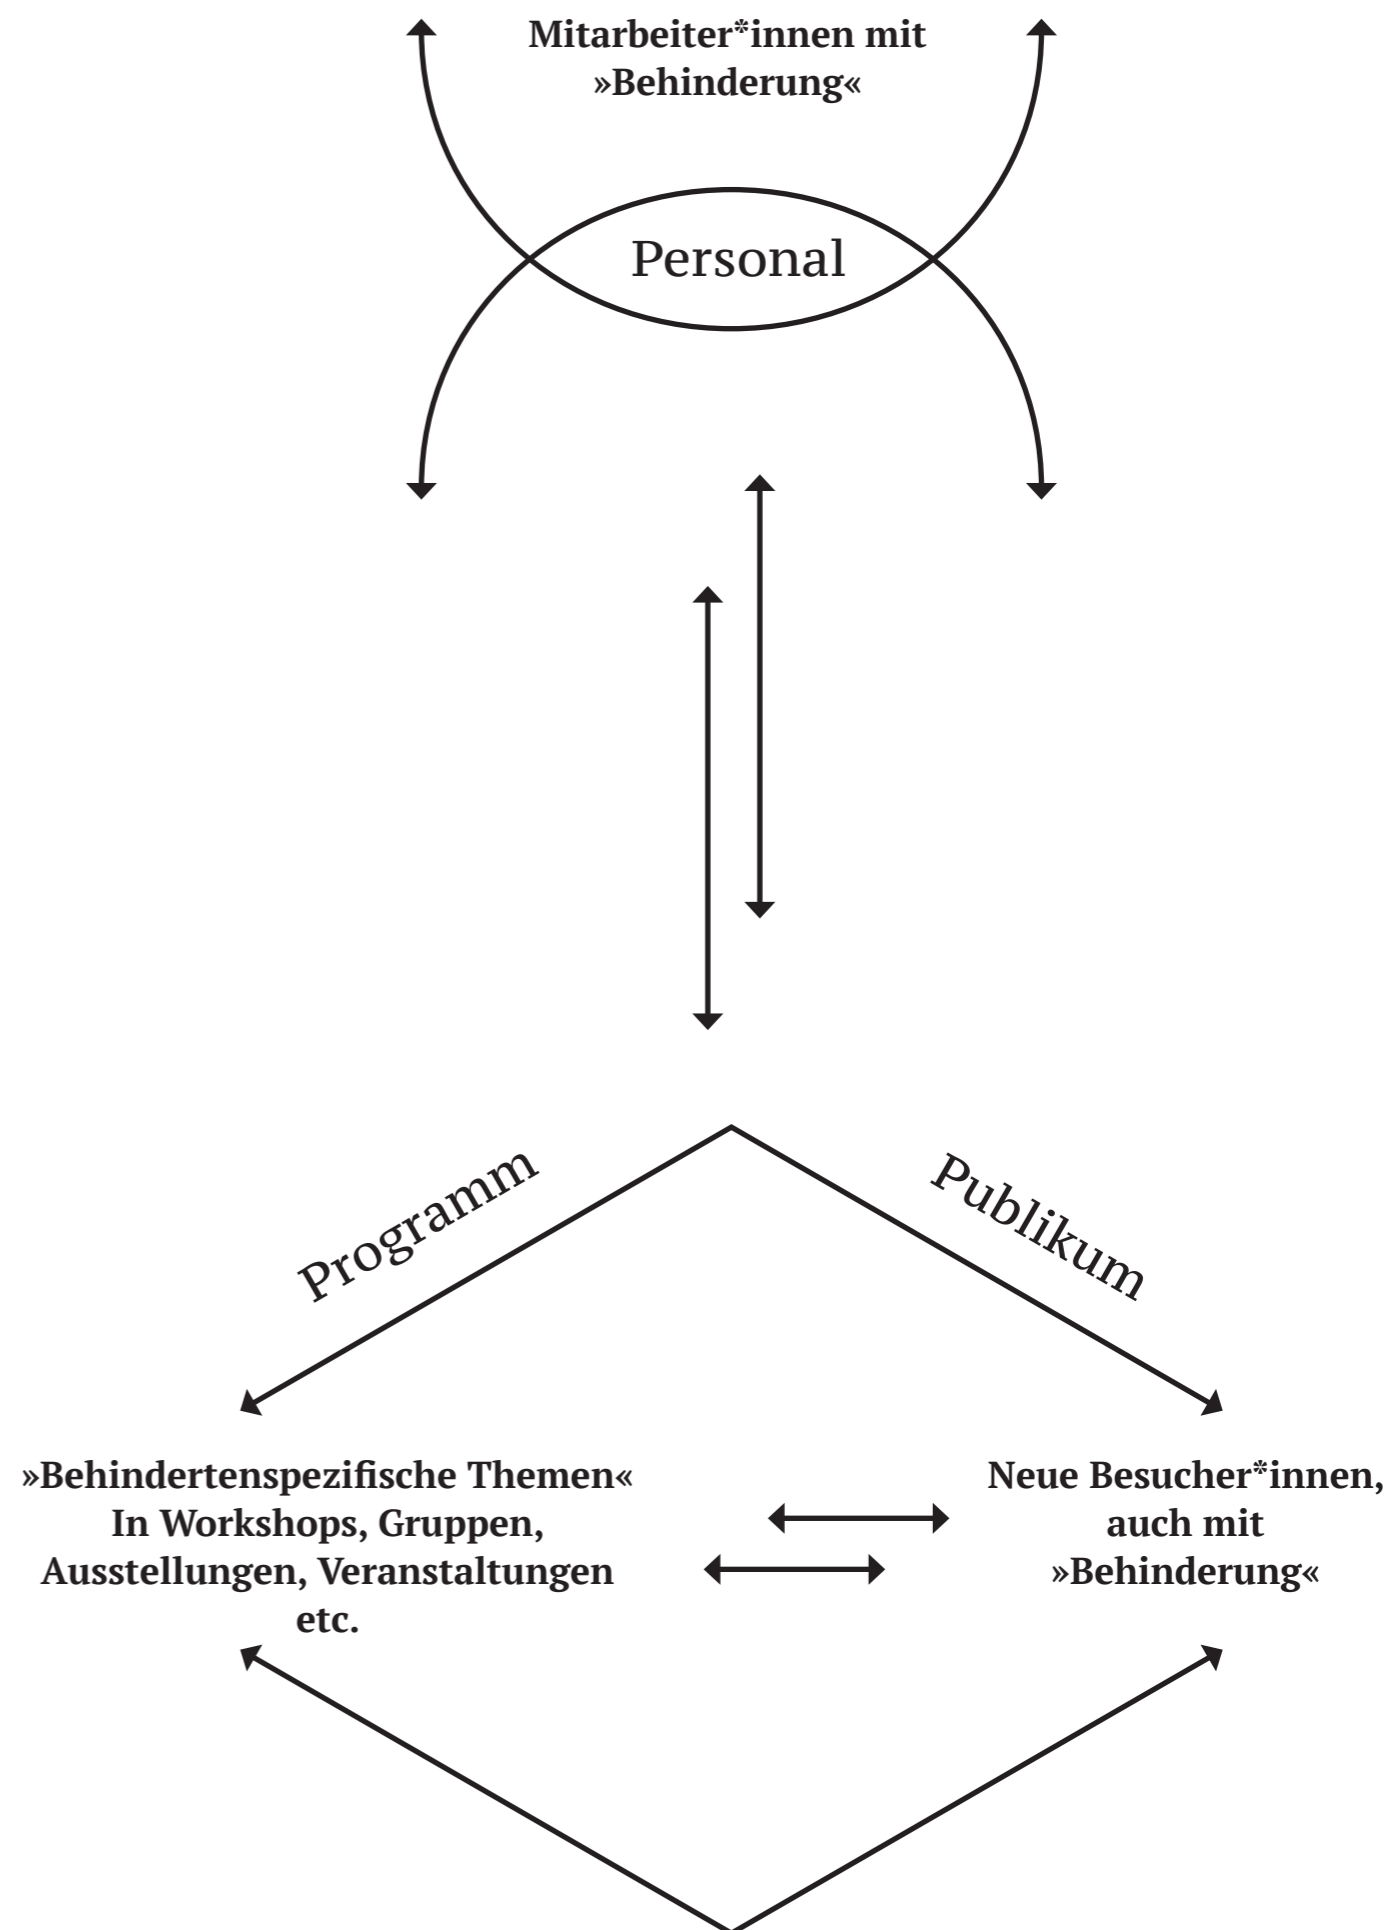 Mitarbeiter*innen mit
»Behinderung«
Personal
Programm
Publikum
»Behindertenspezifische Themen«
In Workshops, Gruppen,
Ausstellungen, Veranstaltungen
etc.
Neue Besucher*innen,
auch mit
»Behinderung«